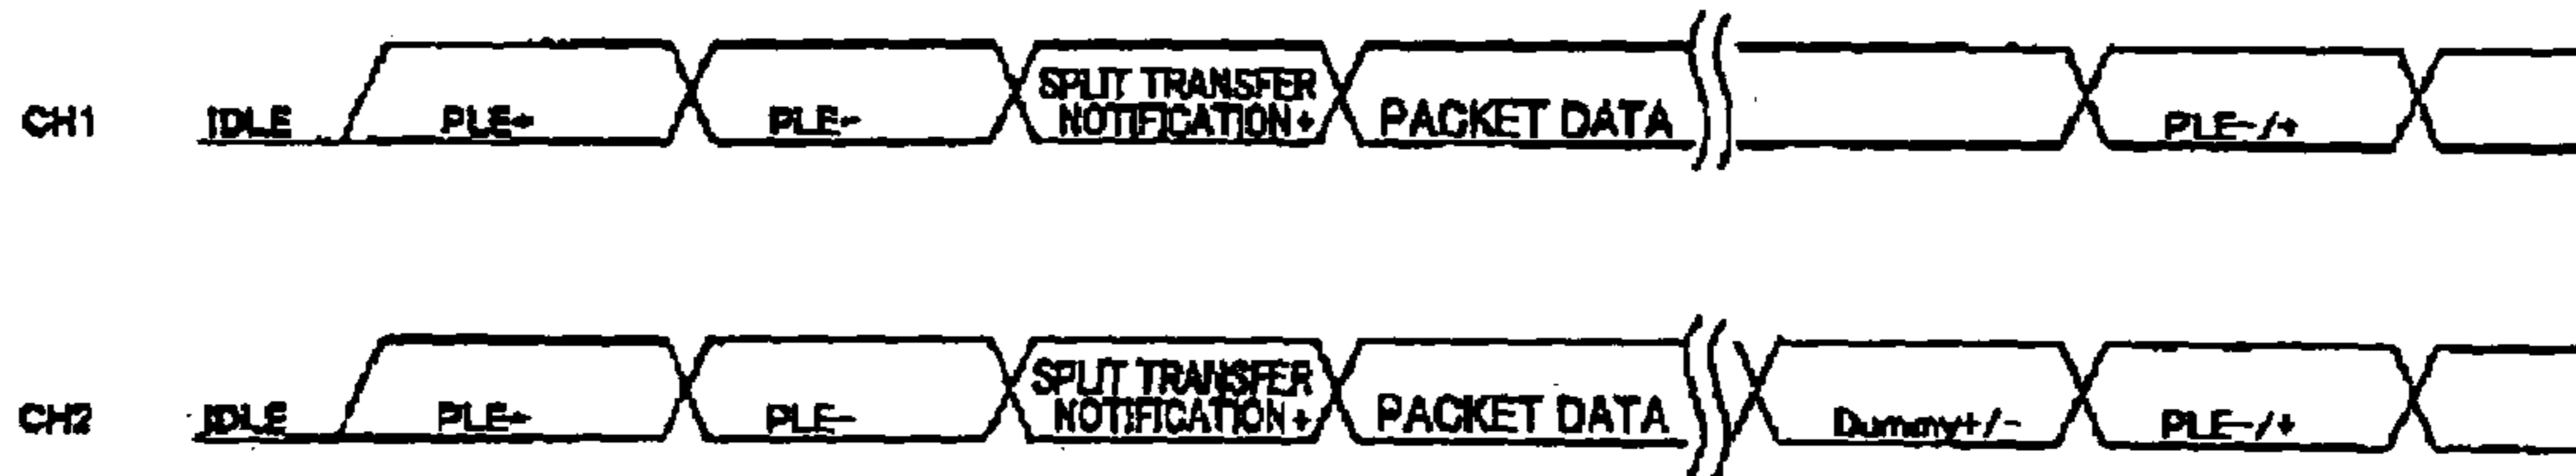 CH1 IDLE PLE+ PLE- SPLIT TRANSFER NOTIFICATION+ PACKET DATA PLE-/+
CH2 IDLE PLE+ PLE- SPLIT TRANSFER NOTIFICATION+ PACKET DATA Dummy+/- PLE-/+